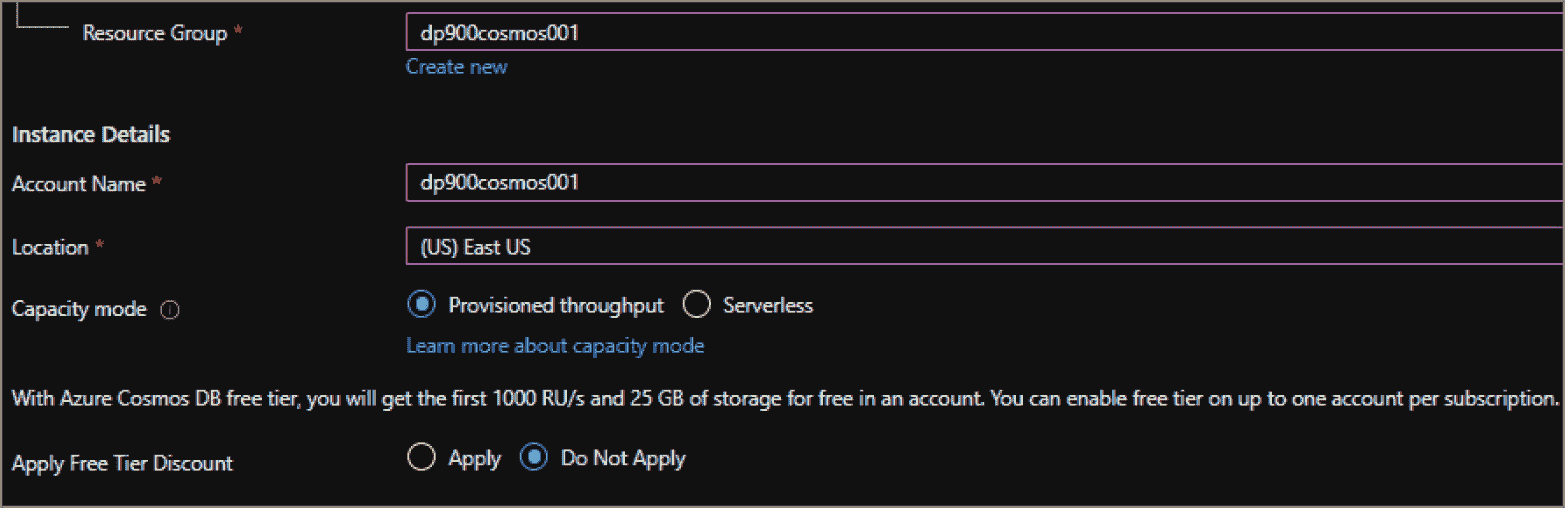 Resource Group *
dp900cosmos001
Create new
Instance Details
Account Name *
dp900cosmos001
Location *
(US) East US
Capacity mode
Provisioned throughput
Serverless
Learn more about capacity mode
With Azure Cosmos DB free tier, you will get the first 1000 RU/s and 25 GB of storage for free in an account. You can enable free tier on up to one account per subscription.
Apply Free Tier Discount
Apply
Do Not Apply